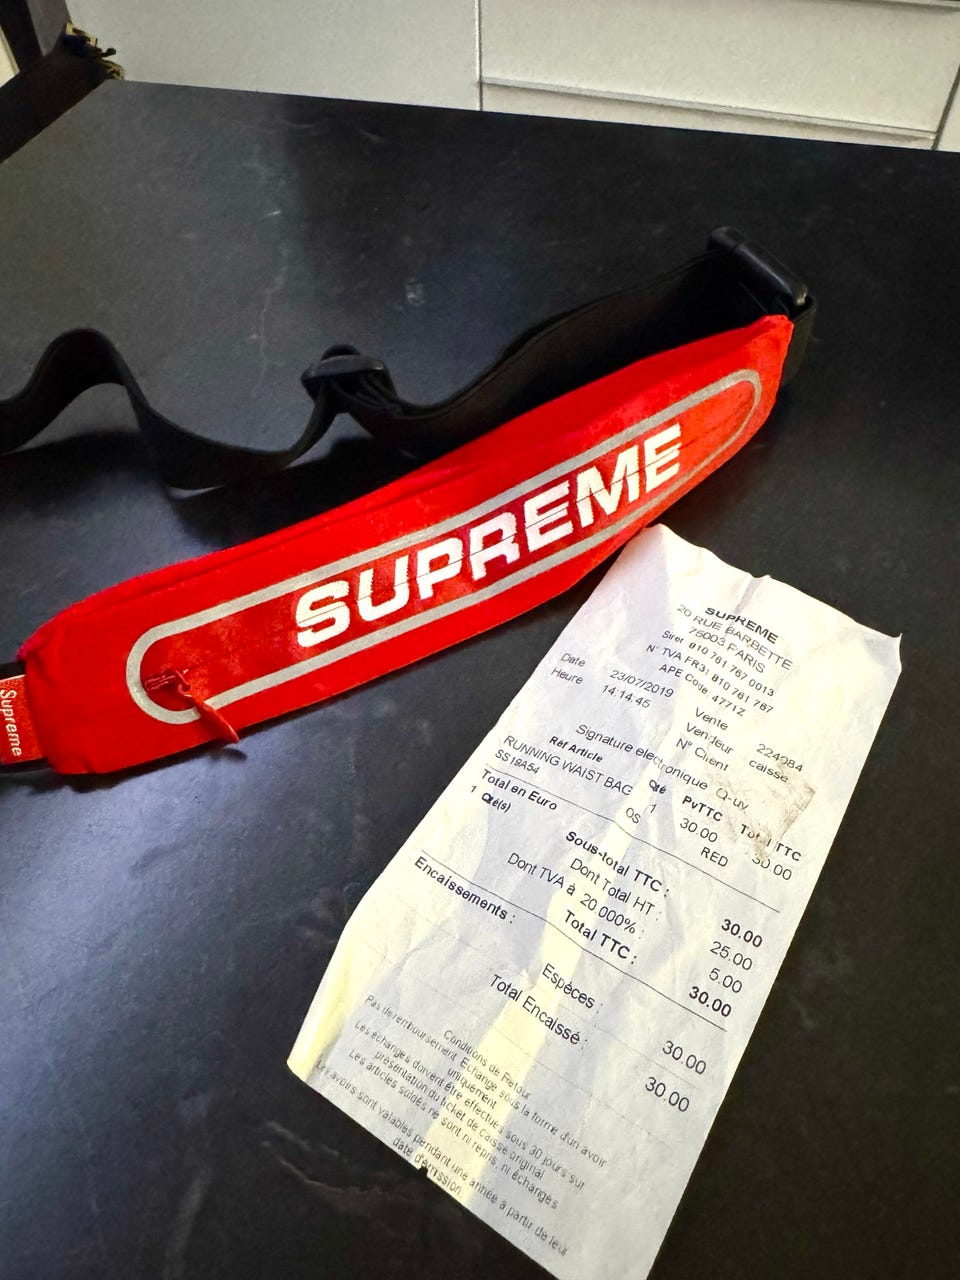 SUPREME
Supreme
SUPREME
20 RUE BARBETTE
75003 PARIS
Siret 810 761 767 0013
N° TVA FR31 810 761 767
APE Code. 4771Z
Date 23/07/2019
Heure 14:14:45
Vente 224984
Vendeur caisse
N° Client
Signature electronique
Réf Article Qté PvTTC Total TTC
RUNNING WAIST BAG 1 30.00 30.00
OS RED
Total en Euro
1 Qté(s)
Sous-total TTC : 30.00
Dont Total HT : 25.00
Dont TVA à 20.000% : 5.00
Total TTC : 30.00
Encaissements :
Espèces : 30.00
Total Encaissé : 30.00
Conditions de Retour
Pas de remboursement. Echange sous la forme d'un avoir
uniquement
Les échanges doivent être effectués sous 30 jours sur
présentation du ticket de caisse original
Les articles soldés ne sont ni repris, ni échangés
Les avoirs sont valables pendant une année à partir de leur
date d'émission